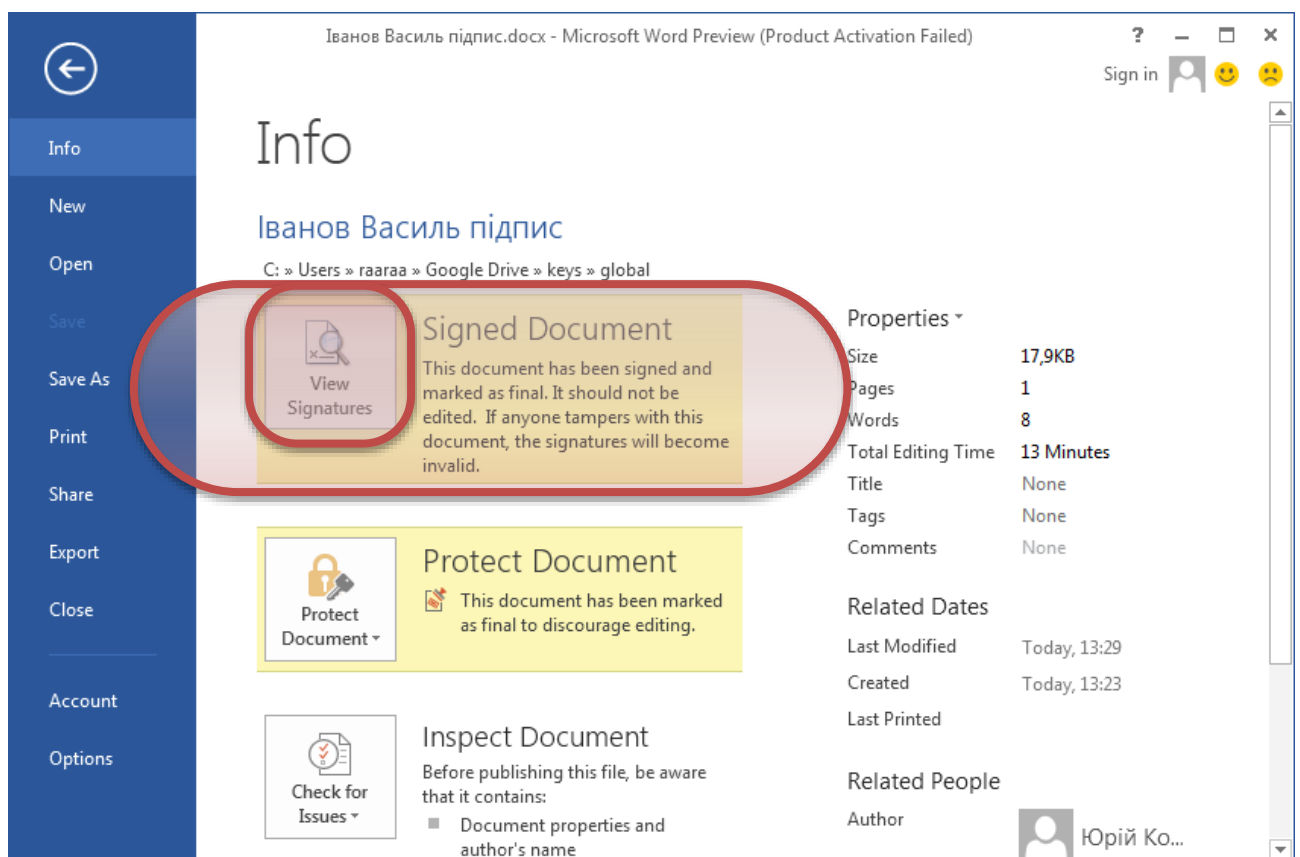 Іванов Василь підпис.docx - Microsoft Word Preview (Product Activation Failed)
?
Sign in
Info
New
Open
Save
Save As
Print
Share
Export
Close
Account
Options
Info
Іванов Василь підпис
C: » Users » raaraa » Google Drive » keys » global
View
Signatures
Signed Document
This document has been signed and
marked as final. It should not be
edited. If anyone tampers with this
document, the signatures will become
invalid.
Protect
Document
Protect Document
This document has been marked
as final to discourage editing.
Check for
Issues
Inspect Document
Before publishing this file, be aware
that it contains:
Document properties and
author's name
Properties
Size 17,9KB
Pages 1
Words 8
Total Editing Time 13 Minutes
Title None
Tags None
Comments None
Related Dates
Last Modified Today, 13:29
Created Today, 13:23
Last Printed
Related People
Author Юрій Ко...